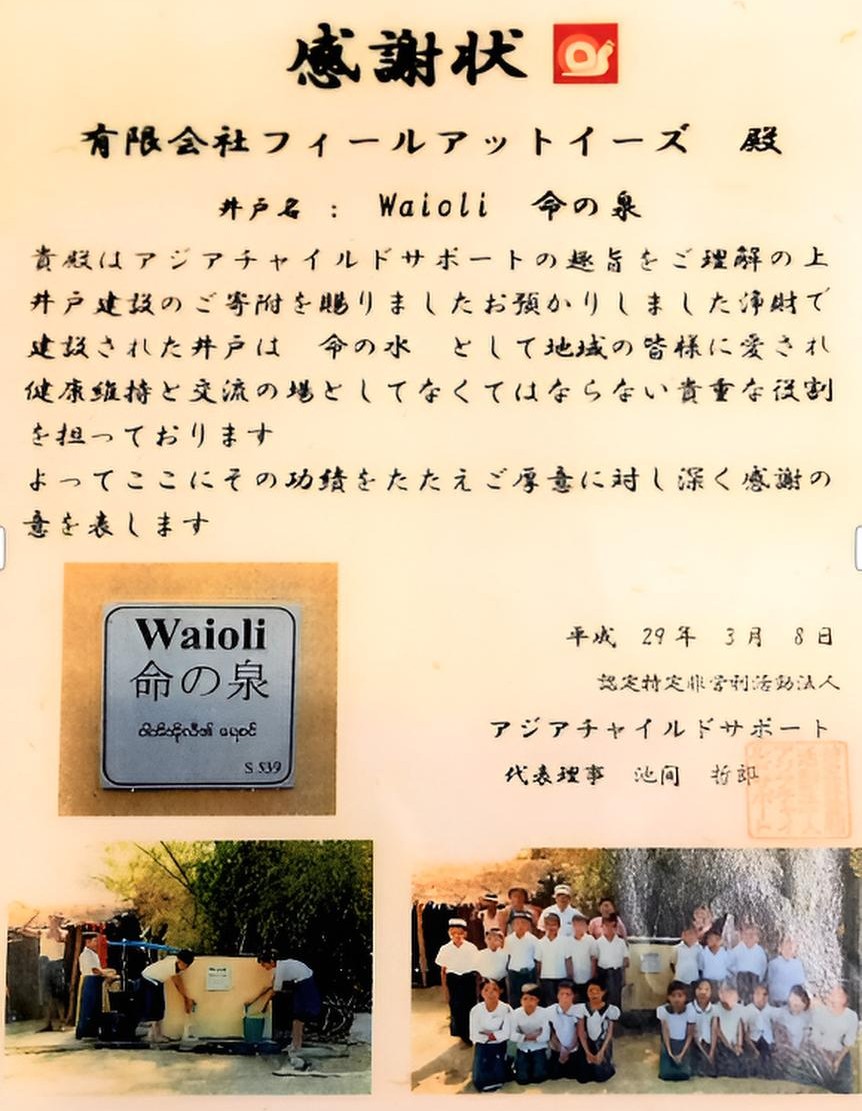 感謝状
有限会社フィールアットイーズ 殿
井戸名 : Waioli 命の泉
貴殿はアジアチャイルドサポートの趣旨をご理解の上
井戸建設のご寄附を賜りましたお預かりしました浄財で
建設された井戸は 命の水 として地域の皆様に愛され
健康維持と交流の場としてなくてはならない貴重な役割
を担っております
よってここにその功績をたたえご厚意に対し深く感謝の
意を表します
Waioli
命の泉
S 539
平成 29年 3月 8日
認定特定非営利活動法人
アジアチャイルドサポート
代表理事 池間 哲郎